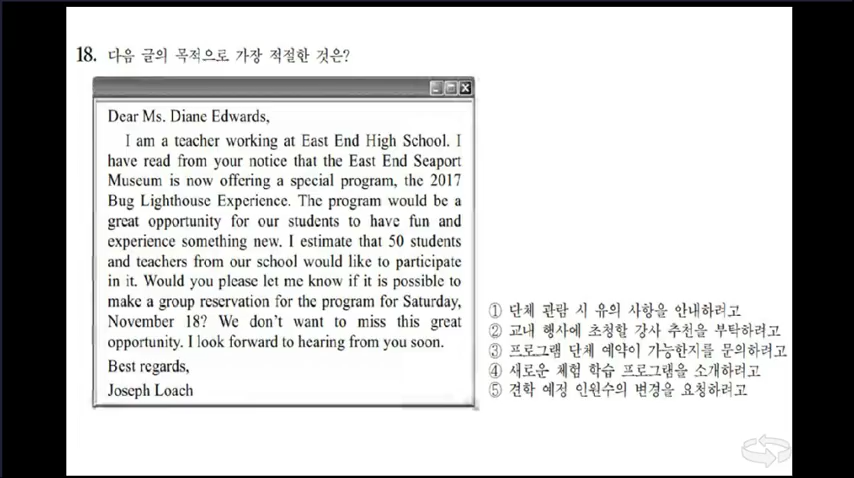 18. 다음 글의 목적으로 가장 적절한 것은?
Dear Ms. Diane Edwards,
I am a teacher working at East End High School. I
have read from your notice that the East End Seaport
Museum is now offering a special program, the 2017
Bug Lighthouse Experience. The program would be a
great opportunity for our students to have fun and
experience something new. I estimate that 50 students
and teachers from our school would like to participate
in it. Would you please let me know if it is possible to
make a group reservation for the program for Saturday,
November 18? We don't want to miss this great
opportunity. I look forward to hearing from you soon.
Best regards,
Joseph Loach
① 단체 관람 시 유의 사항을 안내하려고
② 교내 행사에 초청할 강사 추천을 부탁하려고
③ 프로그램 단체 예약이 가능한지를 문의하려고
④ 새로운 체험 학습 프로그램을 소개하려고
⑤ 견학 예정 인원수의 변경을 요청하려고